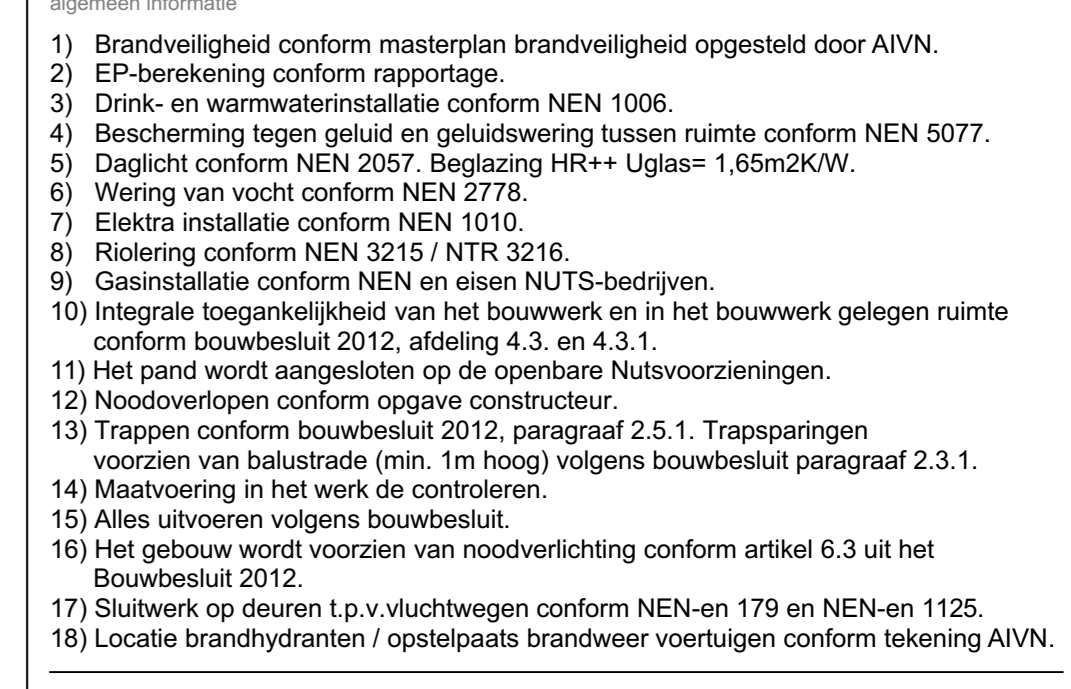 algemeen informatie
1) Brandveiligheid conform masterplan brandveiligheid opgesteld door AIVN.
2) EP-berekening conform rapportage.
3) Drink- en warmwaterinstallatie conform NEN 1006.
4) Bescherming tegen geluid en geluidswering tussen ruimte conform NEN 5077.
5) Daglicht conform NEN 2057. Beglazing HR++ Uglas= 1,65m2K/W.
6) Wering van vocht conform NEN 2778.
7) Elektra installatie conform NEN 1010.
8) Riolering conform NEN 3215 / NTR 3216.
9) Gasinstallatie conform NEN en eisen NUTS-bedrijven.
10) Integrale toegankelijkheid van het bouwwerk en in het bouwwerk gelegen ruimte
conform bouwbesluit 2012, afdeling 4.3. en 4.3.1.
11) Het pand wordt aangesloten op de openbare Nutsvoorzieningen.
12) Noodoverlopen conform opgave constructeur.
13) Trappen conform bouwbesluit 2012, paragraaf 2.5.1. Trapsparingen
voorzien van balustrade (min. 1m hoog) volgens bouwbesluit paragraaf 2.3.1.
14) Maatvoering in het werk de controleren.
15) Alles uitvoeren volgens bouwbesluit.
16) Het gebouw wordt voorzien van noodverlichting conform artikel 6.3 uit het
Bouwbesluit 2012.
17) Sluitwerk op deuren t.p.v.vluchtwegen conform NEN-en 179 en NEN-en 1125.
18) Locatie brandhydranten / opstelpaats brandweer voertuigen conform tekening AIVN.